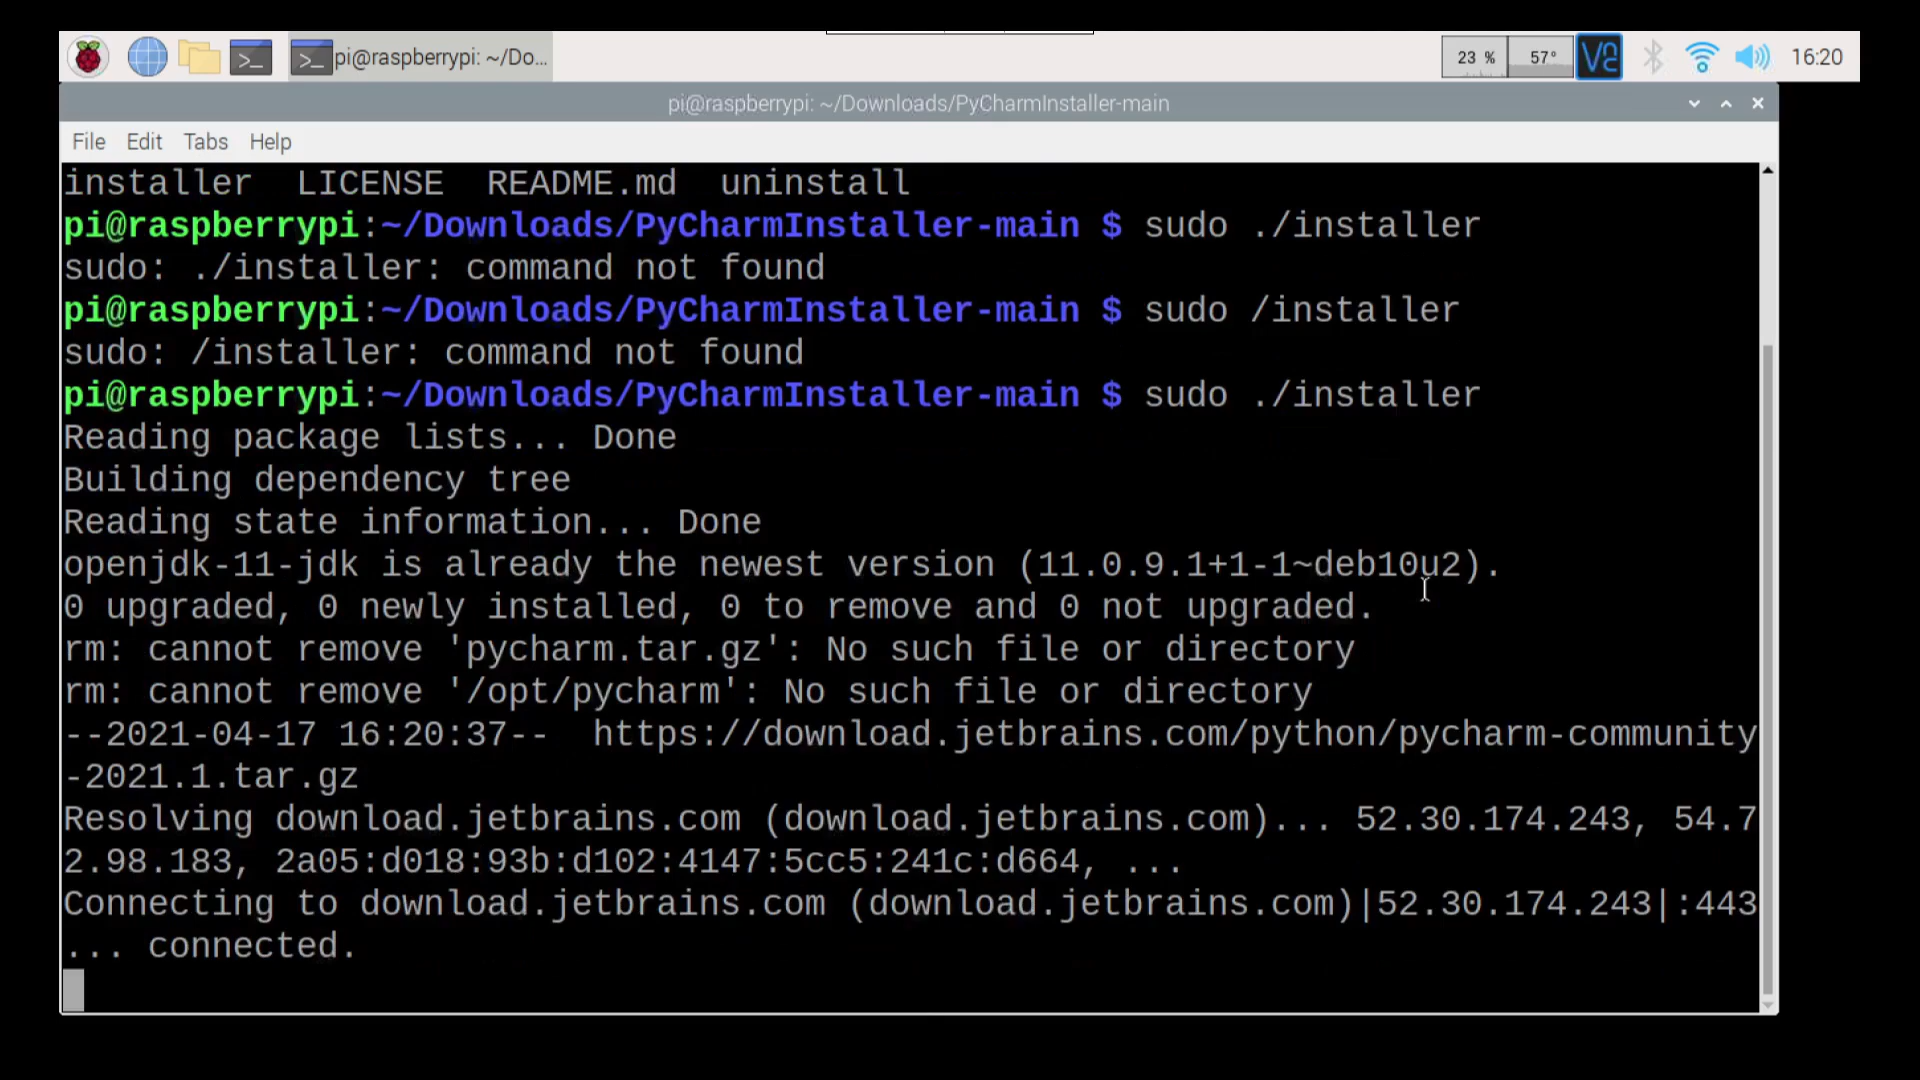 pi@raspberrypi: ~/Do...
23 %
57°
16:20
pi@raspberrypi: ~/Downloads/PyCharmInstaller-main
File Edit Tabs Help
installer  LICENSE  README.md  uninstall
pi@raspberrypi:~/Downloads/PyCharmInstaller-main $ sudo ./installer
sudo: ./installer: command not found
pi@raspberrypi:~/Downloads/PyCharmInstaller-main $ sudo /installer
sudo: /installer: command not found
pi@raspberrypi:~/Downloads/PyCharmInstaller-main $ sudo ./installer
Reading package lists... Done
Building dependency tree
Reading state information... Done
openjdk-11-jdk is already the newest version (11.0.9.1+1-1~deb10u2).
0 upgraded, 0 newly installed, 0 to remove and 0 not upgraded.
rm: cannot remove 'pycharm.tar.gz': No such file or directory
rm: cannot remove '/opt/pycharm': No such file or directory
--2021-04-17 16:20:37--  https://download.jetbrains.com/python/pycharm-community
-2021.1.tar.gz
Resolving download.jetbrains.com (download.jetbrains.com)... 52.30.174.243, 54.7
2.98.183, 2a05:d018:93b:d102:4147:5cc5:241c:d664, ...
Connecting to download.jetbrains.com (download.jetbrains.com)|52.30.174.243|:443
... connected.